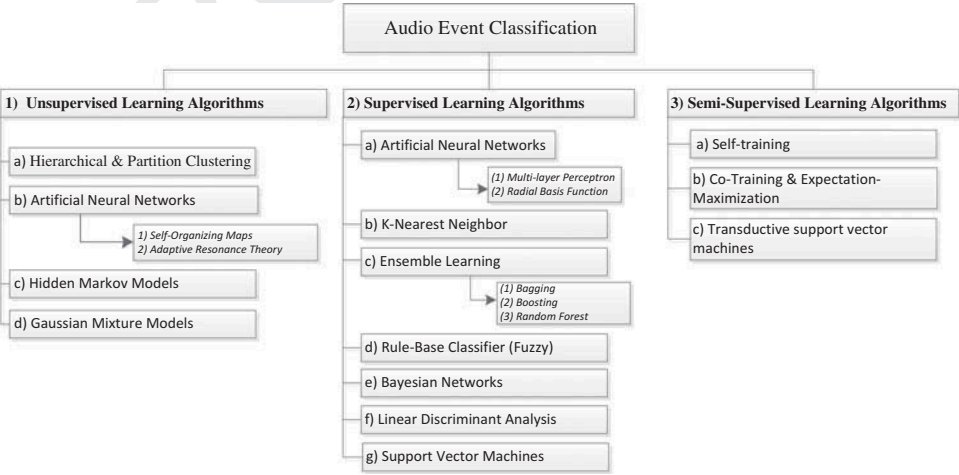 Audio Event Classification
1) Unsupervised Learning Algorithms
a) Hierarchical & Partition Clustering
b) Artificial Neural Networks
1) Self-Organizing Maps
2) Adaptive Resonance Theory
c) Hidden Markov Models
d) Gaussian Mixture Models
2) Supervised Learning Algorithms
a) Artificial Neural Networks
(1) Multi-layer Perceptron
(2) Radial Basis Function
b) K-Nearest Neighbor
c) Ensemble Learning
(1) Bagging
(2) Boosting
(3) Random Forest
d) Rule-Base Classifier (Fuzzy)
e) Bayesian Networks
f) Linear Discriminant Analysis
g) Support Vector Machines
3) Semi-Supervised Learning Algorithms
a) Self-training
b) Co-Training & Expectation-
Maximization
c) Transductive support vector
machines